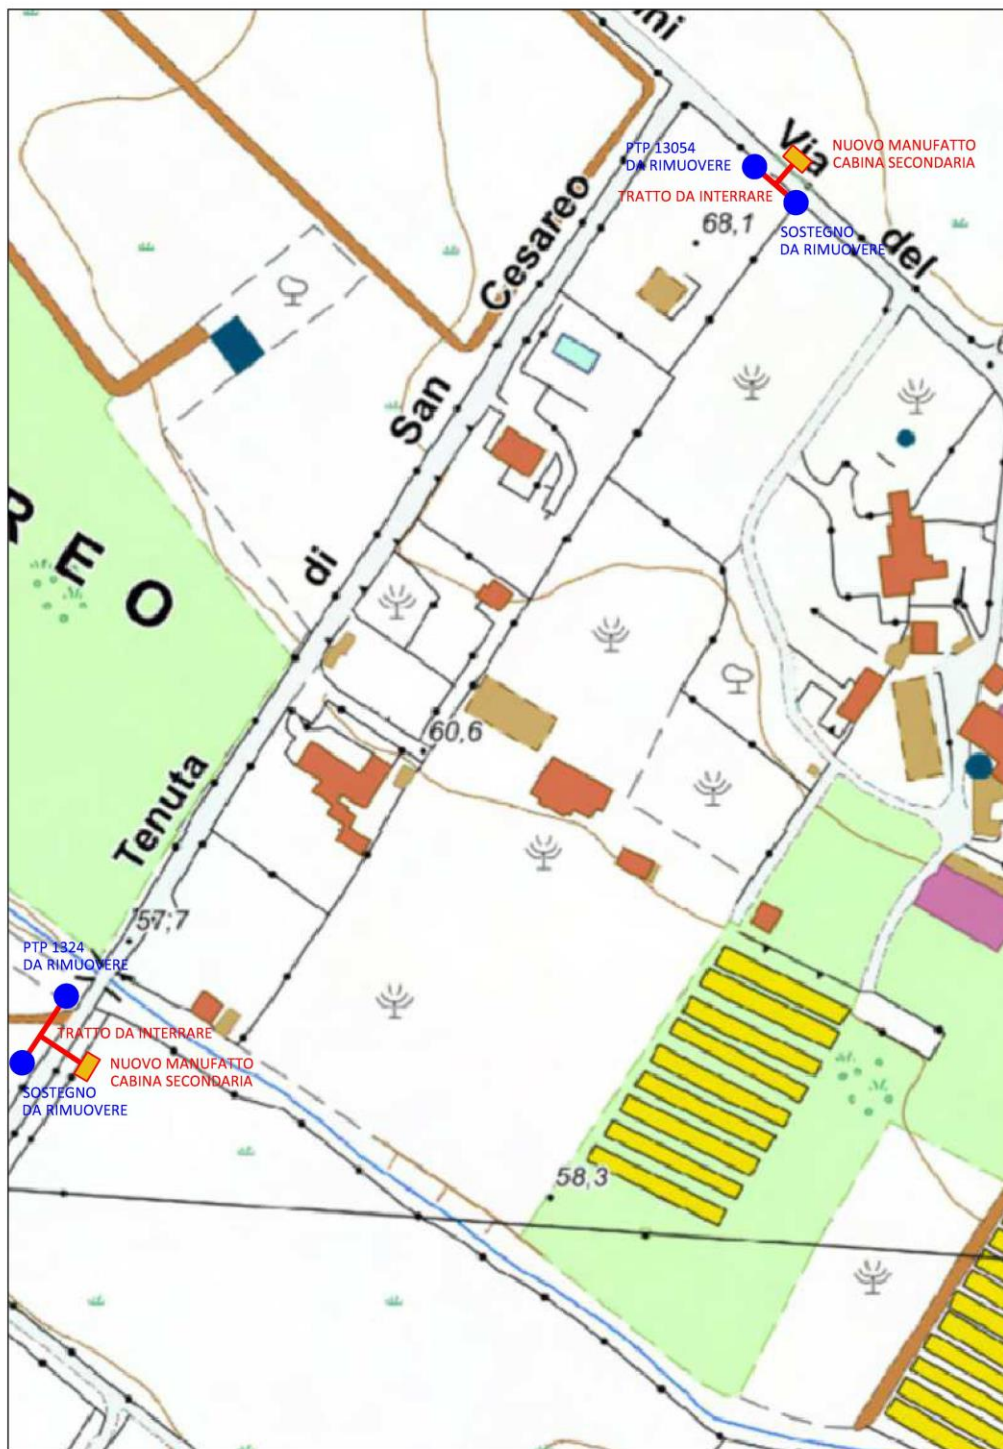 ni
Via
del
PTP 13054
DA RIMUOVERE
NUOVO MANUFATTO
CABINA SECONDARIA
TRATTO DA INTERRARE
SOSTEGNO
DA RIMUOVERE
68,1
Cesareo
San
di
Tenuta
R E O
60,6
57,7
PTP 1324
DA RIMUOVERE
TRATTO DA INTERRARE
NUOVO MANUFATTO
CABINA SECONDARIA
SOSTEGNO
DA RIMUOVERE
58,3